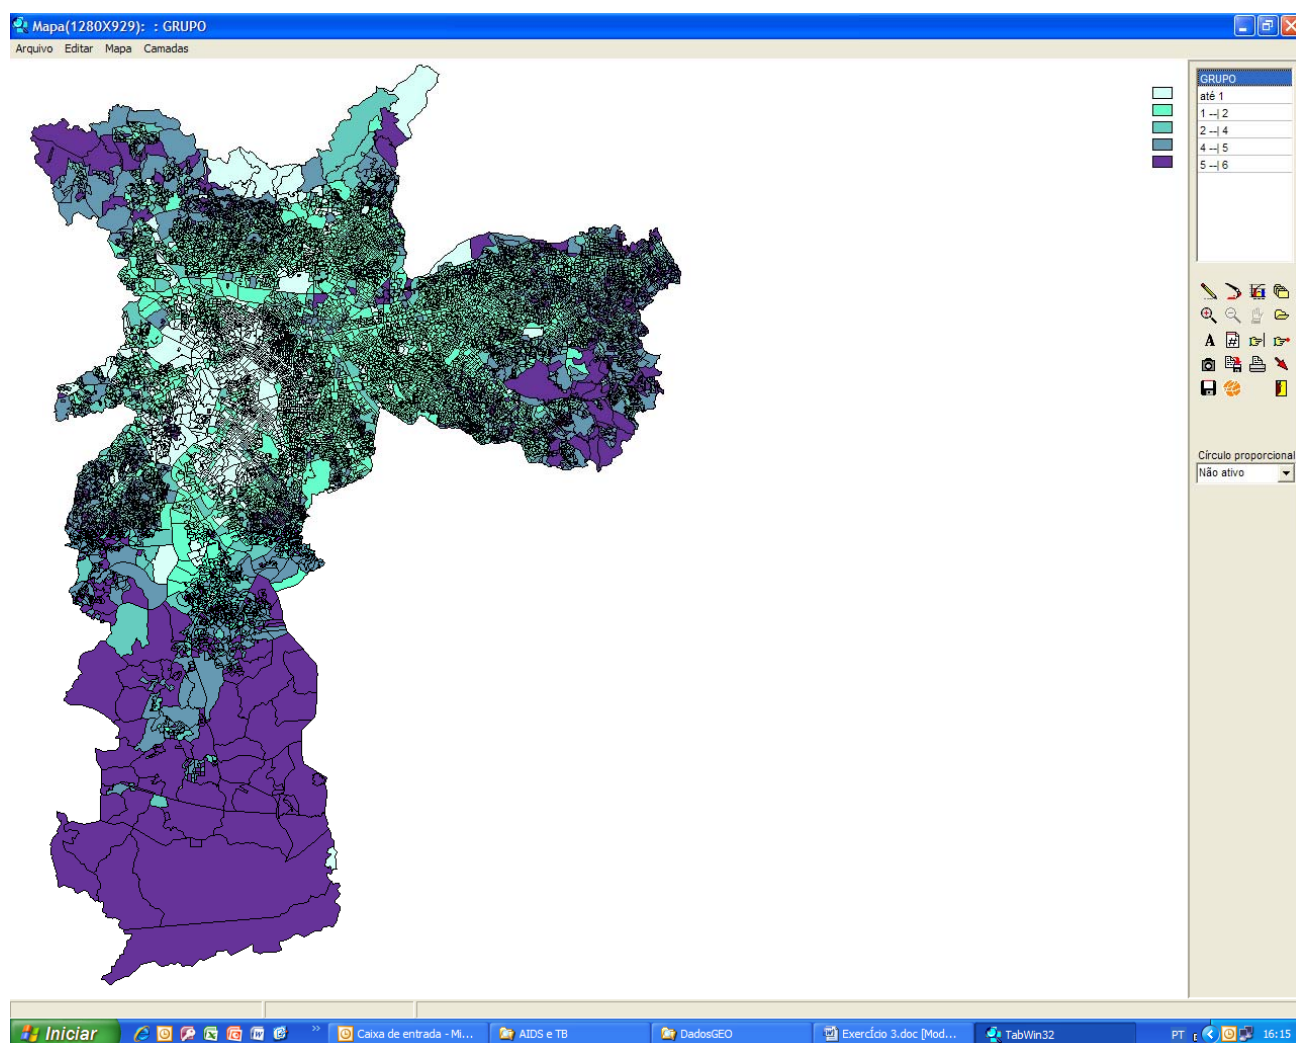 Mapa(1280X929): : GRUPO
Arquivo Editar Mapa Camadas
GRUPO
até 1
1 --| 2
2 --| 4
4 --| 5
5 --| 6
A
Círculo proporcional
Não ativo
Iniciar
Caixa de entrada - Mi...
AIDS e TB
DadosGEO
Exercício 3.doc [Mod...
TabWin32
PT
16:15